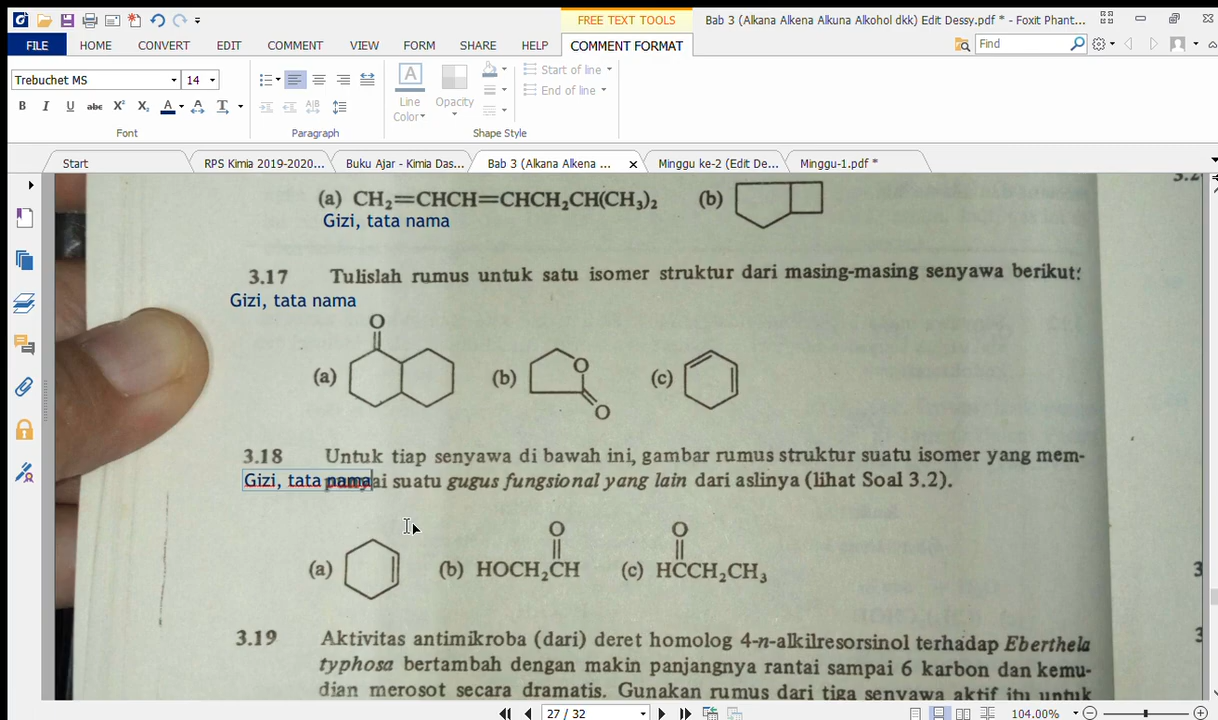 FREE TEXT TOOLS
Bab 3 (Alkana Alkena Alkuna Alkohol dkk) Edit Dessy.pdf * - Foxit Phant...
FILE HOME CONVERT EDIT COMMENT VIEW FORM SHARE HELP COMMENT FORMAT
Find
Trebuchet MS 14
Start of line
End of line
B I U abc X² X₂ A T
Line Color
Opacity
Font Paragraph Shape Style
Start
RPS Kimia 2019-2020...
Buku Ajar - Kimia Das...
Bab 3 (Alkana Alkena ...
Minggu ke-2 (Edit De...
Minggu-1.pdf *
3.2
(a) CH₂=CHCH=CHCH₂CH(CH₃)₂ (b)
Gizi, tata nama
3.17 Tulislah rumus untuk satu isomer struktur dari masing-masing senyawa berikut:
Gizi, tata nama
O
(a) (b) O (c)
O
3.18 Untuk tiap senyawa di bawah ini, gambar rumus struktur suatu isomer yang mem-
Gizi, tata nama
suatu gugus fungsional yang lain dari aslinya (lihat Soal 3.2).
O O
(a) (b) HOCH₂CH (c) HCCH₂CH₃
3
3.19 Aktivitas antimikroba (dari) deret homolog 4-n-alkilresorsinol terhadap Eberthela
typhosa bertambah dengan makin panjangnya rantai sampai 6 karbon dan kemu-
dian merosot secara dramatis. Gunakan rumus dari tiga senyawa aktif itu untuk
27 / 32
104.00%